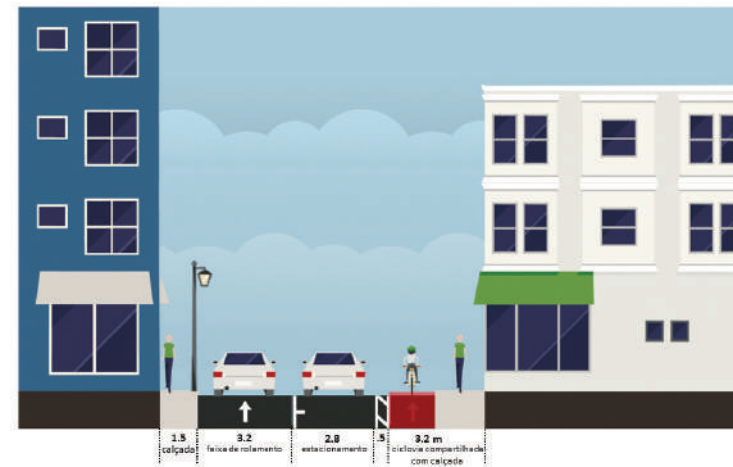 1.5
calçada
3.2
faixa de rolamento
2.8
estacionamento
.5
3.2 m
ciclovia compartilhada
com calçada